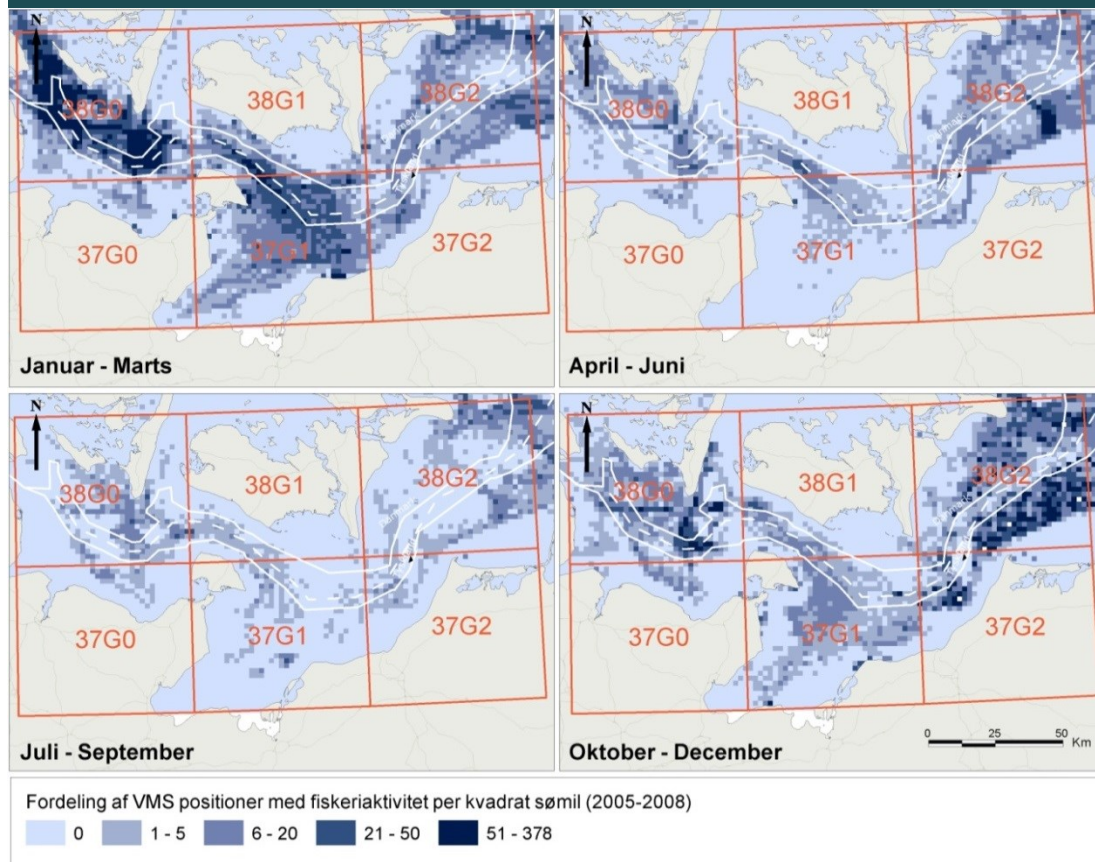 N
38G0
38G1
38G2
37G0
37G1
37G2
Januar - Marts
N
38G0
38G1
38G2
37G0
37G1
37G2
April - Juni
N
38G0
38G1
38G2
37G0
37G1
37G2
Juli - September
N
38G0
38G1
38G2
37G0
37G1
37G2
0 25 50
Km
Oktober - December
Fordeling af VMS positioner med fiskeriaktivitet per kvadrat sømil (2005-2008)
0 1 - 5 6 - 20 21 - 50 51 - 378